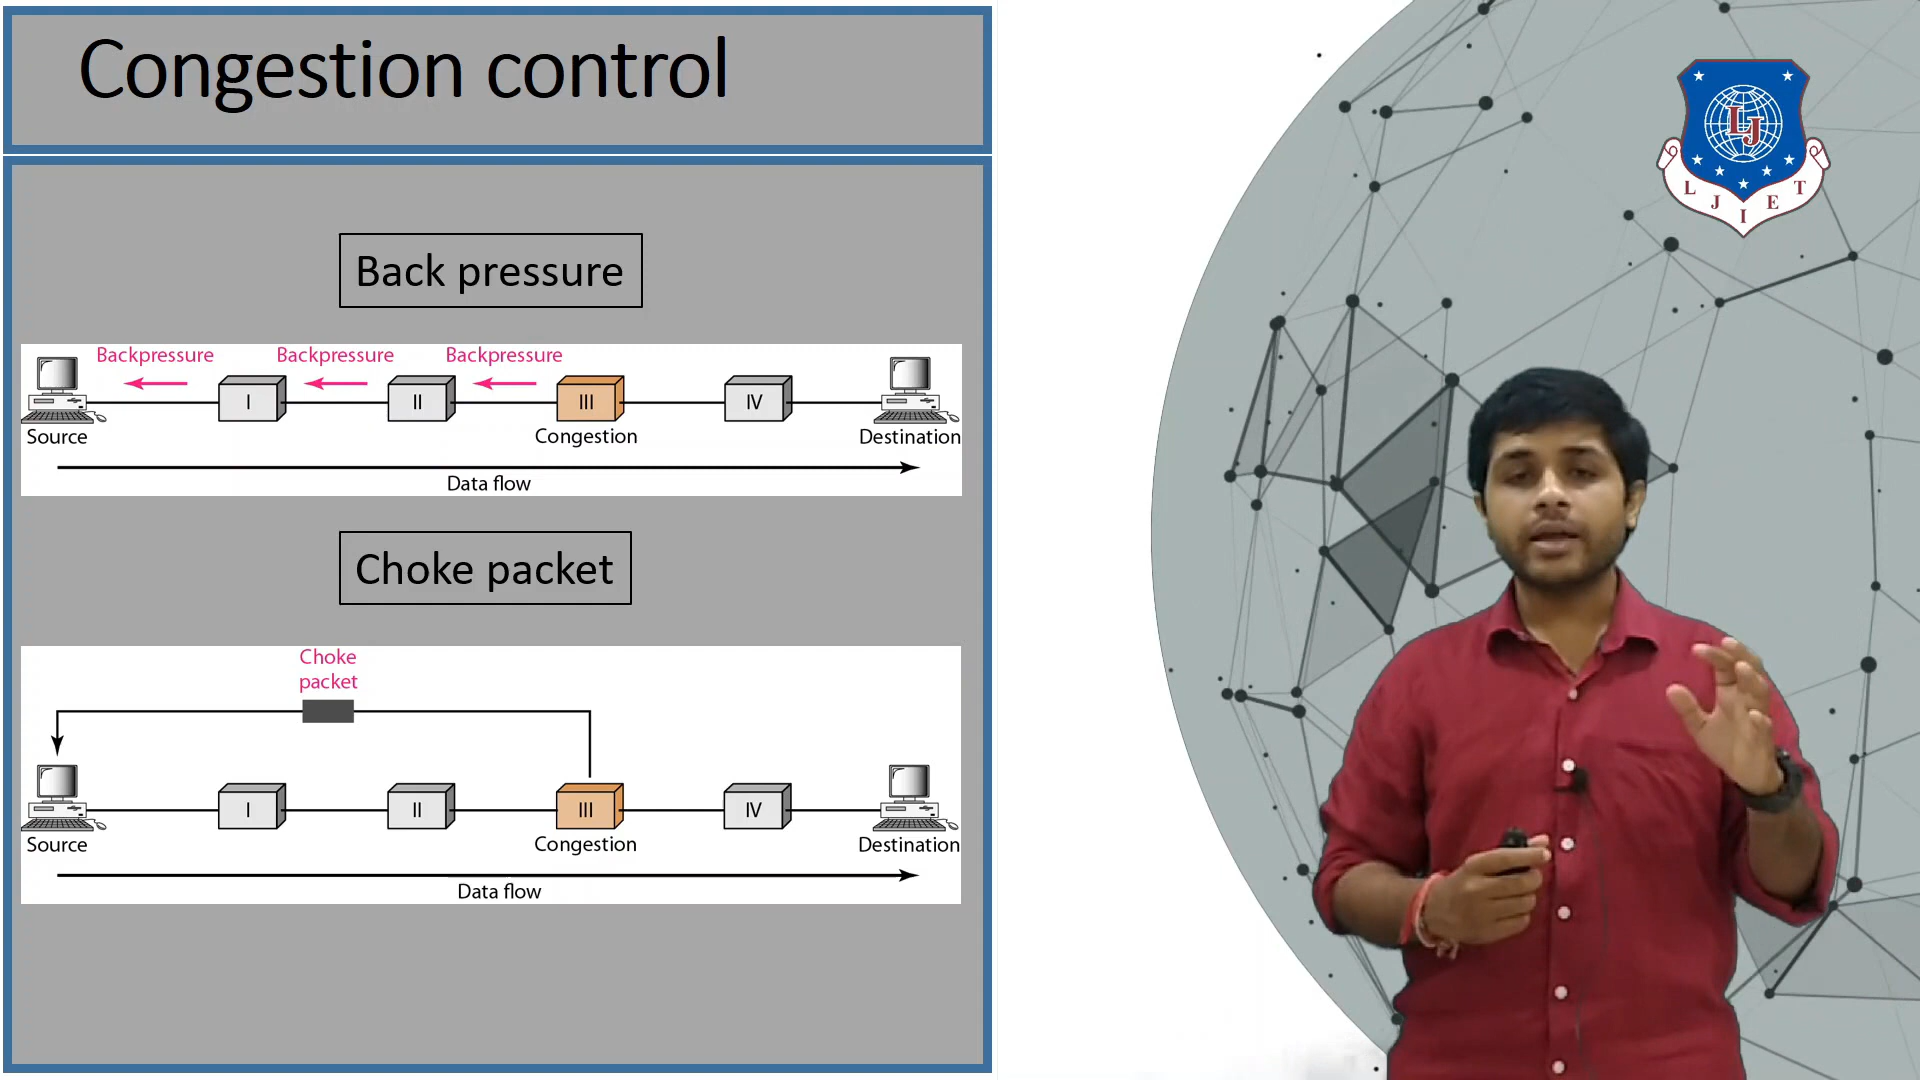 Congestion control
Back pressure
Backpressure Backpressure Backpressure
I II III IV
Source Congestion Destination
Data flow
Choke packet
Choke
packet
I II III IV
Source Congestion Destination
Data flow
LJ
L J I E T